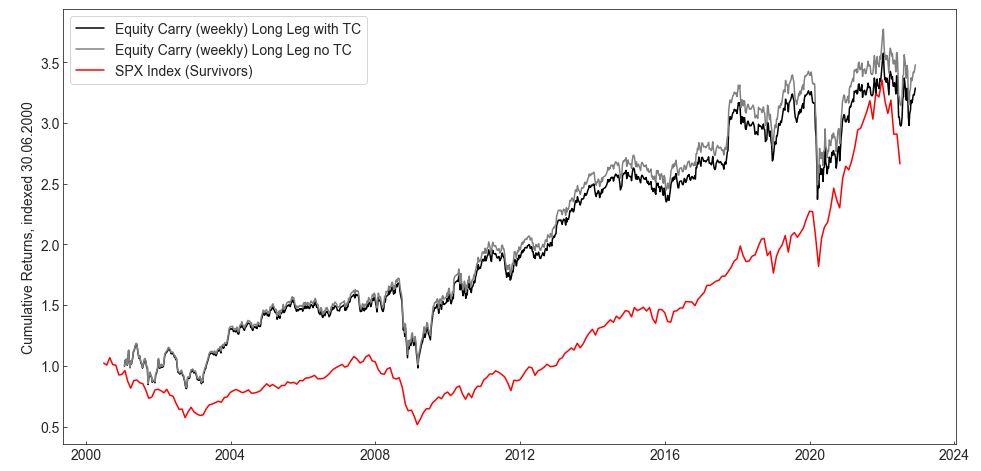 Equity Carry (weekly) Long Leg with TC
Equity Carry (weekly) Long Leg no TC
SPX Index (Survivors)
Cumulative Returns, indexed 30.06.2000
3.5
3.0
2.5
2.0
1.5
1.0
0.5
2000 2004 2008 2012 2016 2020 2024